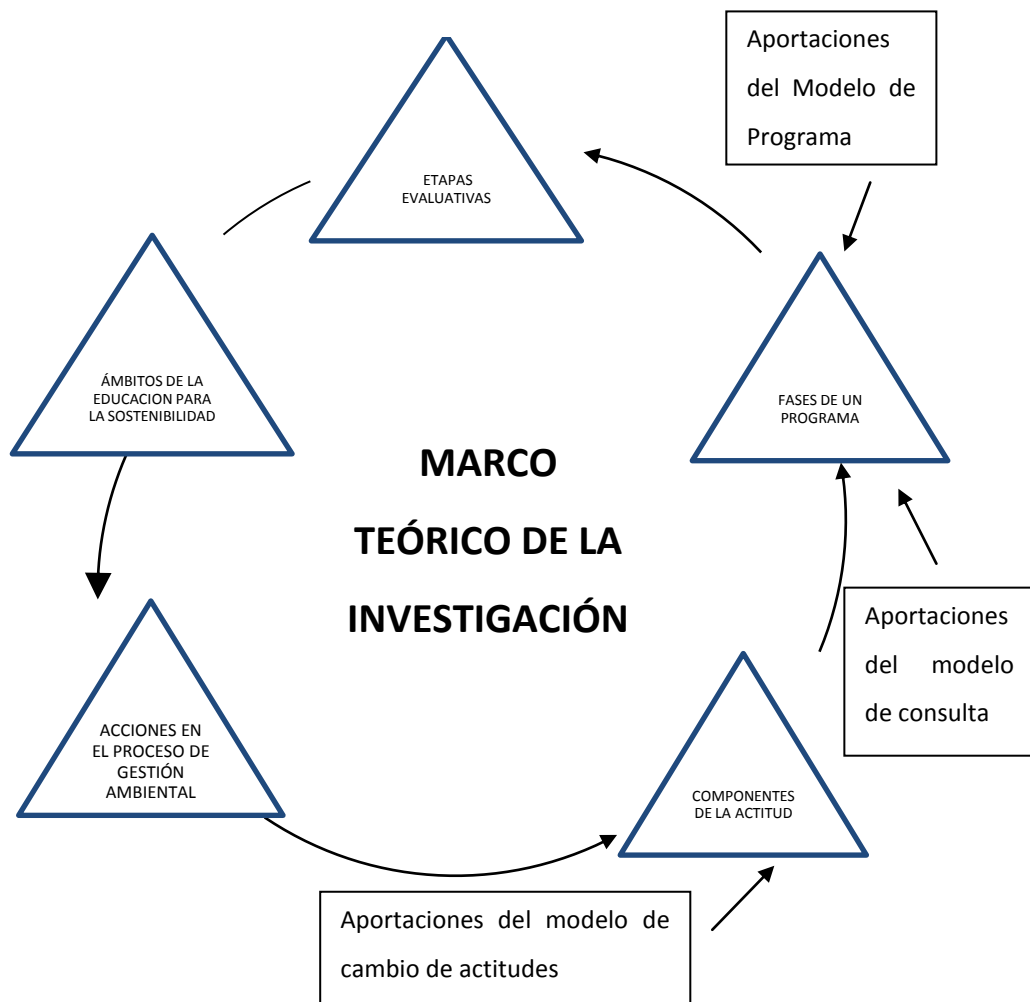 Aportaciones
del Modelo de
Programa
ETAPAS
EVALUATIVAS
ÁMBITOS DE LA
EDUCACION PARA
LA SOSTENIBILIDAD
FASES DE UN
PROGRAMA
MARCO
TEÓRICO DE LA
INVESTIGACIÓN
Aportaciones
del modelo
de consulta
ACCIONES EN
EL PROCESO DE
GESTIÓN
AMBIENTAL
COMPONENTES
DE LA ACTITUD
Aportaciones del modelo de
cambio de actitudes